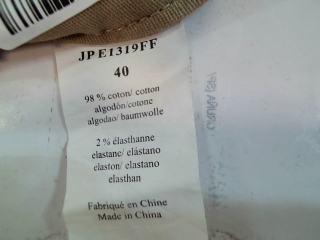 JPE1319FF
40
98 % coton/ cotton
algodón/cotone
algodao/ baumwolle
2 % élasthanne
elastane/ elástano
elaston/ elastano
elasthan
Fabriqué en Chine
Made in China